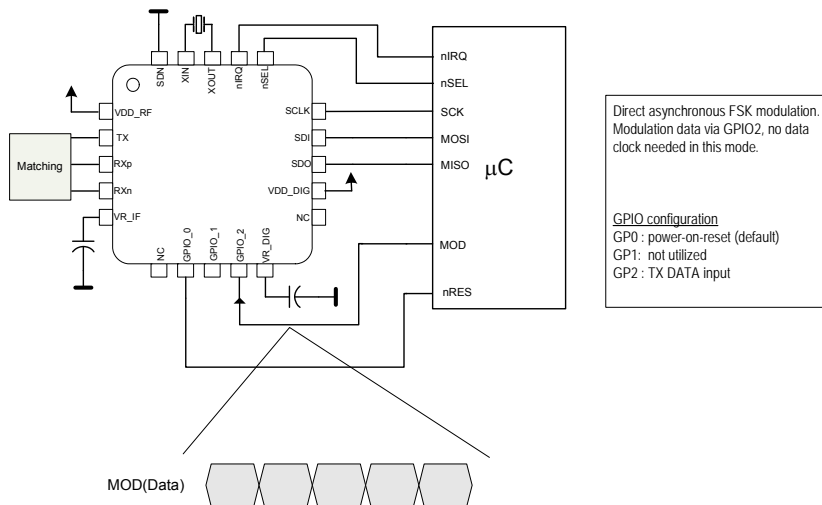 SDN
XIN
XOUT
nIRQ
nSEL
VDD_RF
TX
RXp
RXn
VR_IF
Matching
SCLK
SDI
SDO
VDD_DIG
NC
NC
GPIO_0
GPIO_1
GPIO_2
VR_DIG
nIRQ
nSEL
SCK
MOSI
MISO
μC
MOD
nRES
Direct asynchronous FSK modulation.
Modulation data via GPIO2, no data
clock needed in this mode.
GPIO configuration
GP0 : power-on-reset (default)
GP1: not utilized
GP2 : TX DATA input
MOD(Data)